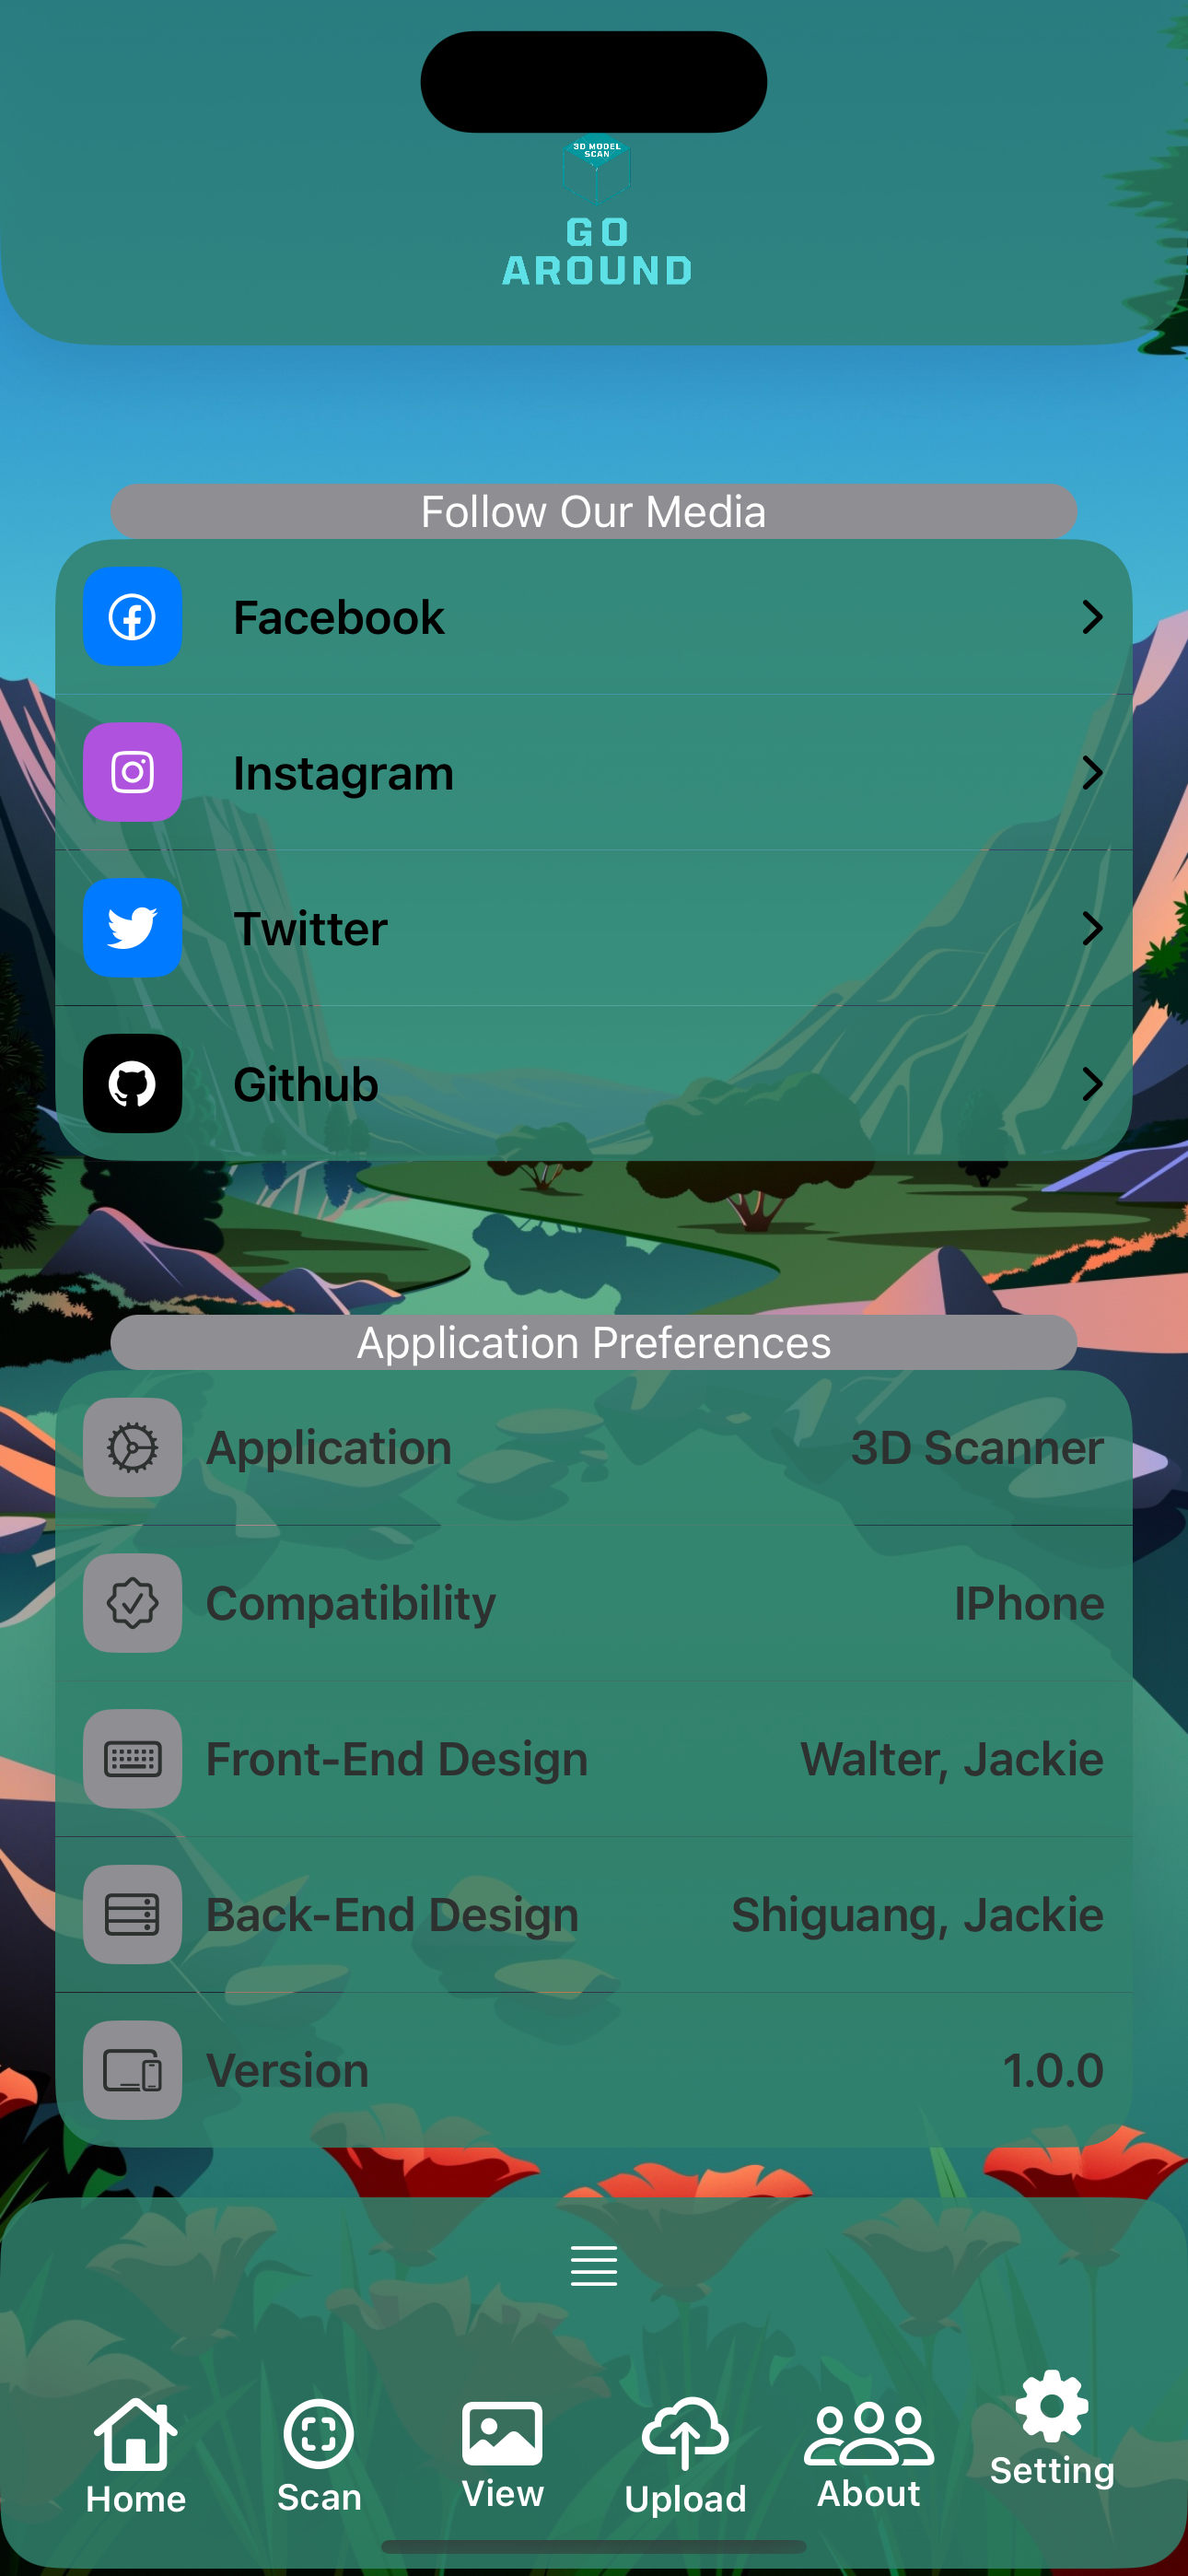 3D MODEL
SCAN
GO
AROUND
Follow Our Media
Facebook
Instagram
Twitter
Github
Application Preferences
Application 3D Scanner
Compatibility IPhone
Front-End Design Walter, Jackie
Back-End Design Shiguang, Jackie
Version 1.0.0
Home Scan View Upload About Setting